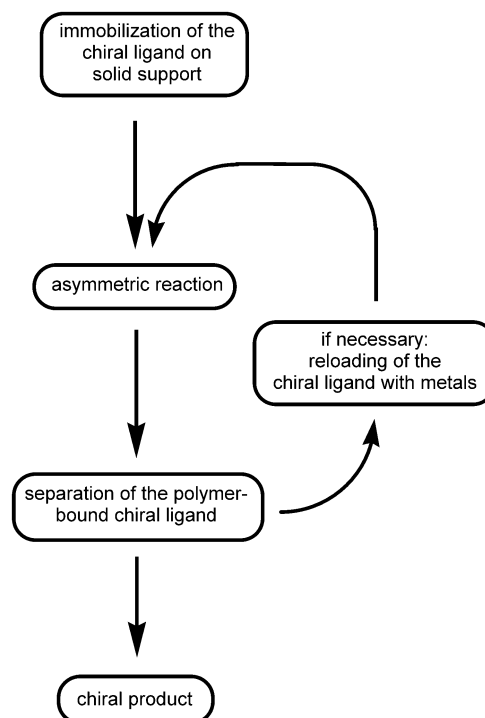 immobilization of the
chiral ligand on
solid support
asymmetric reaction
if necessary:
reloading of the
chiral ligand with metals
separation of the polymer-
bound chiral ligand
chiral product